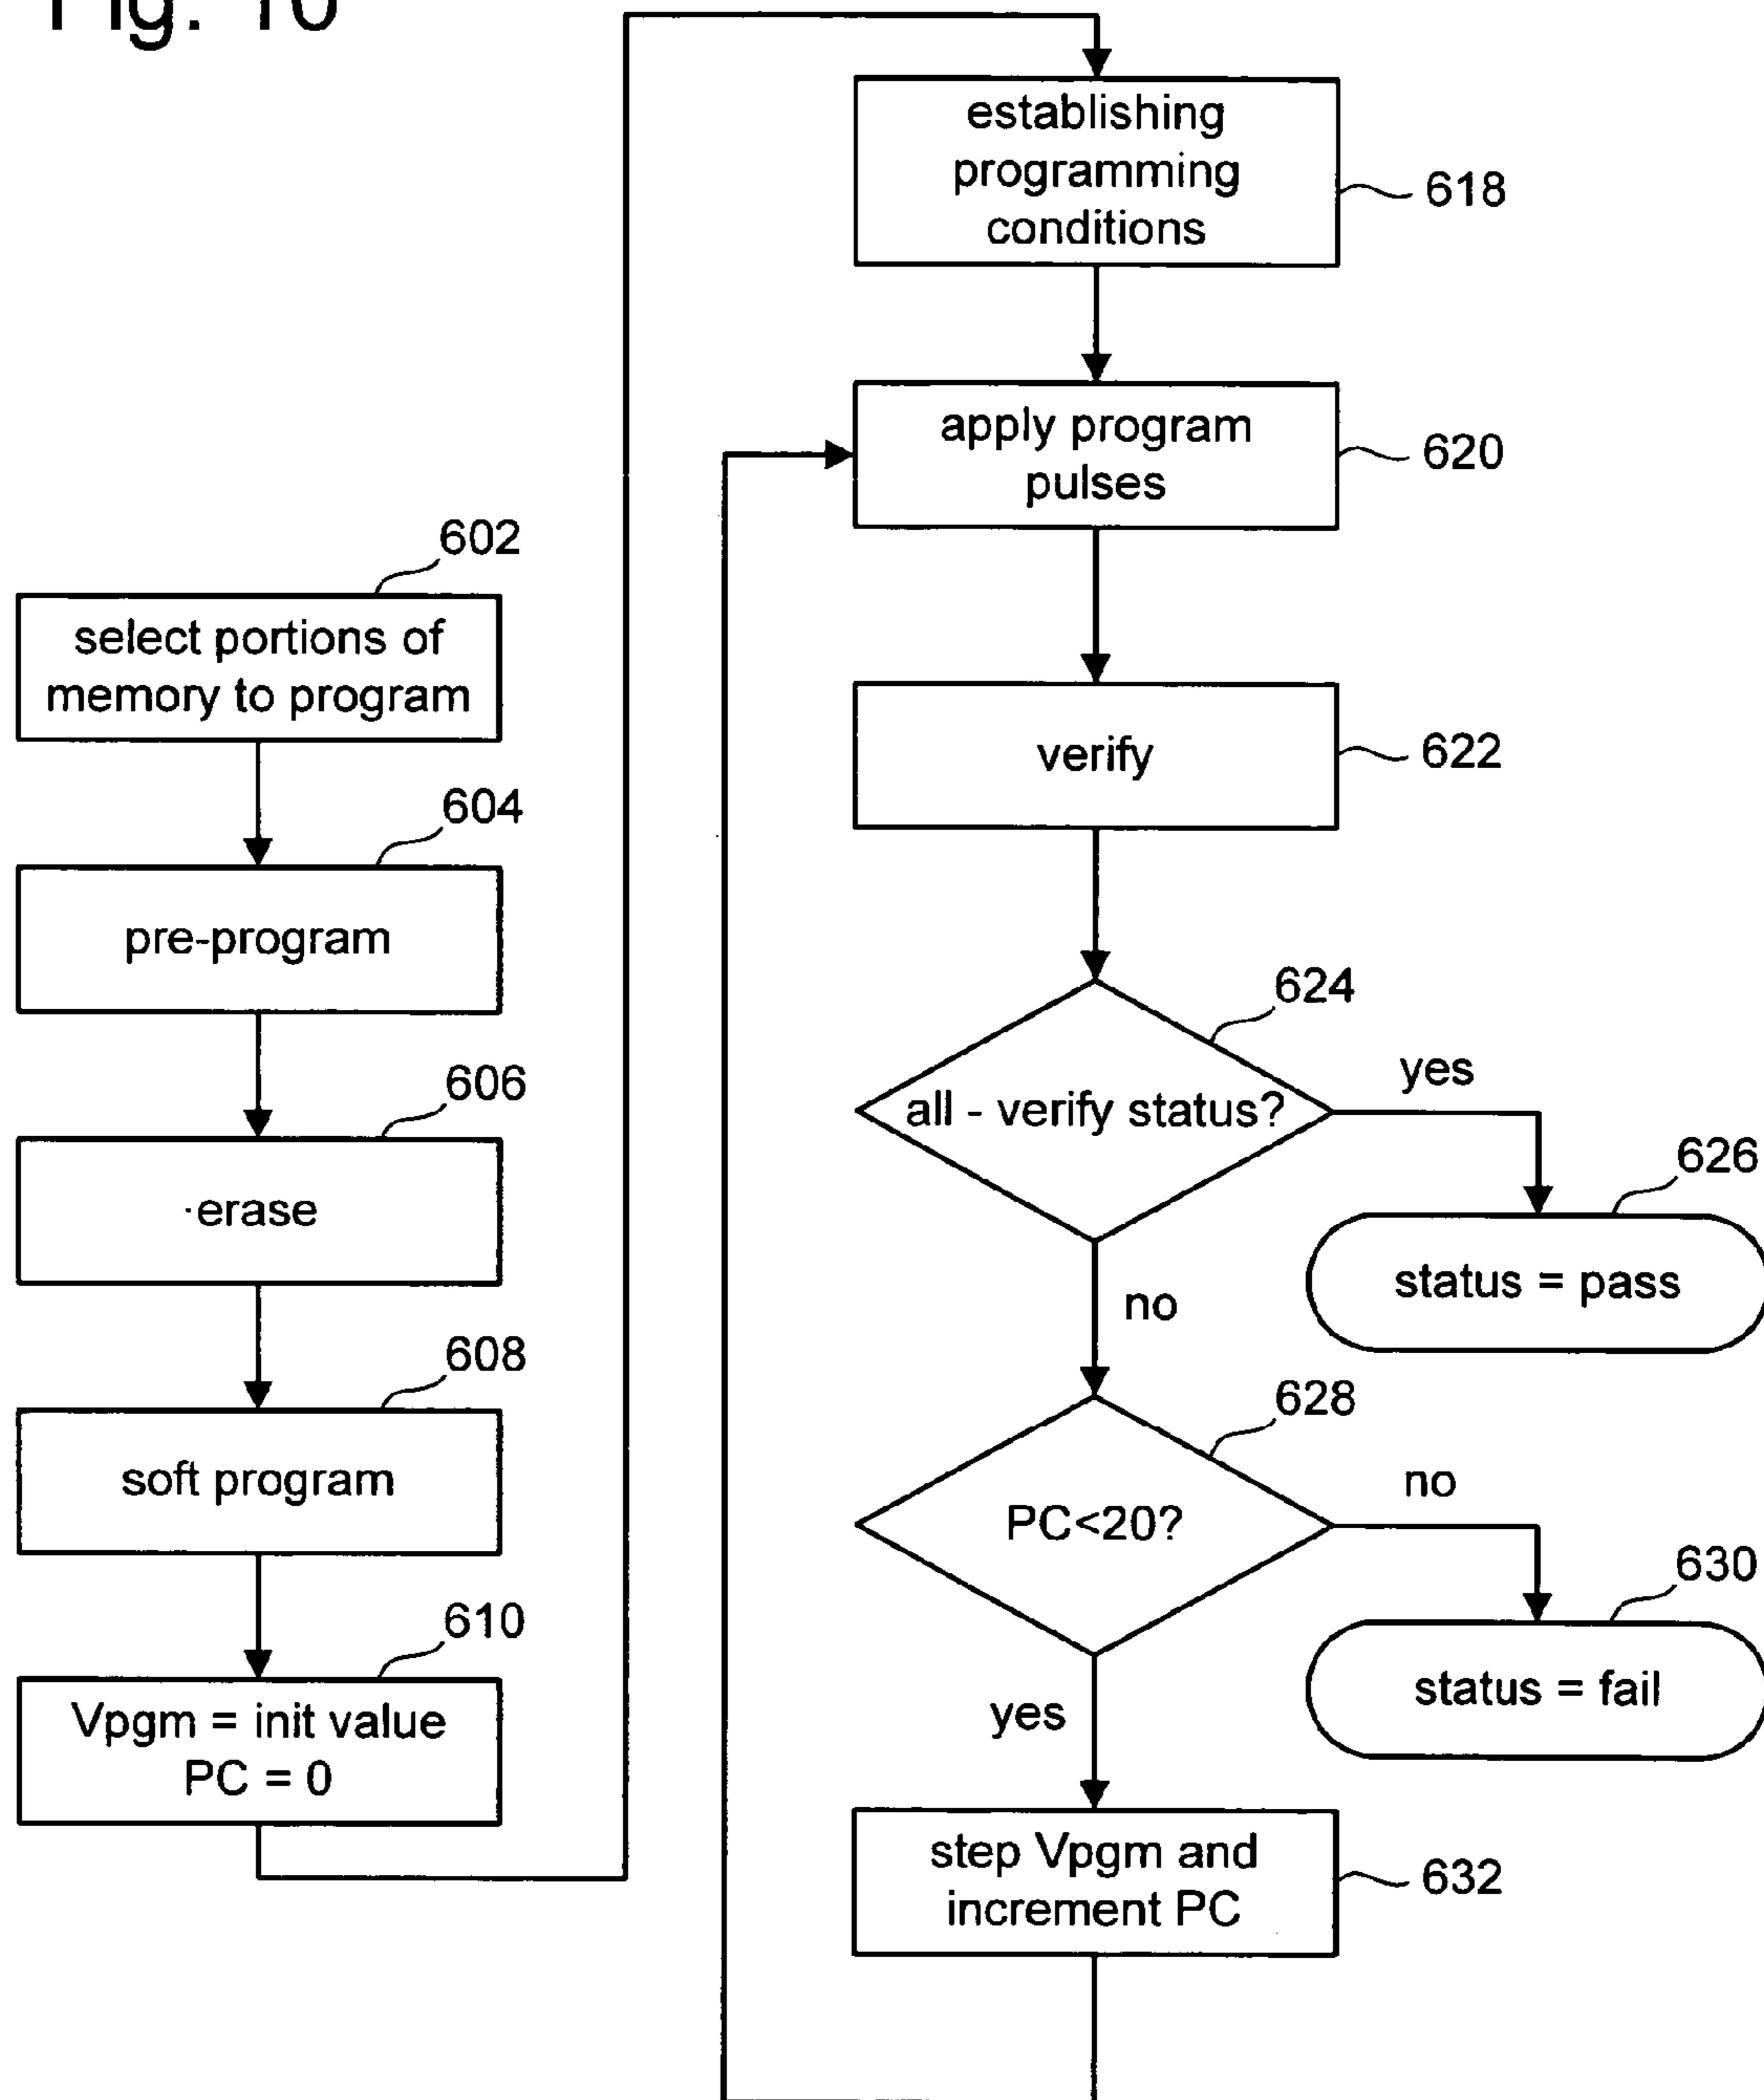 Fig. 10
602
select portions of
memory to program
604
pre-program
606
erase
608
soft program
610
Vpgm = init value
PC = 0
establishing
programming
conditions
618
apply program
pulses
620
verify
622
624
all - verify status?
yes
626
status = pass
no
628
PC<20?
no
630
status = fail
yes
step Vpgm and
increment PC
632